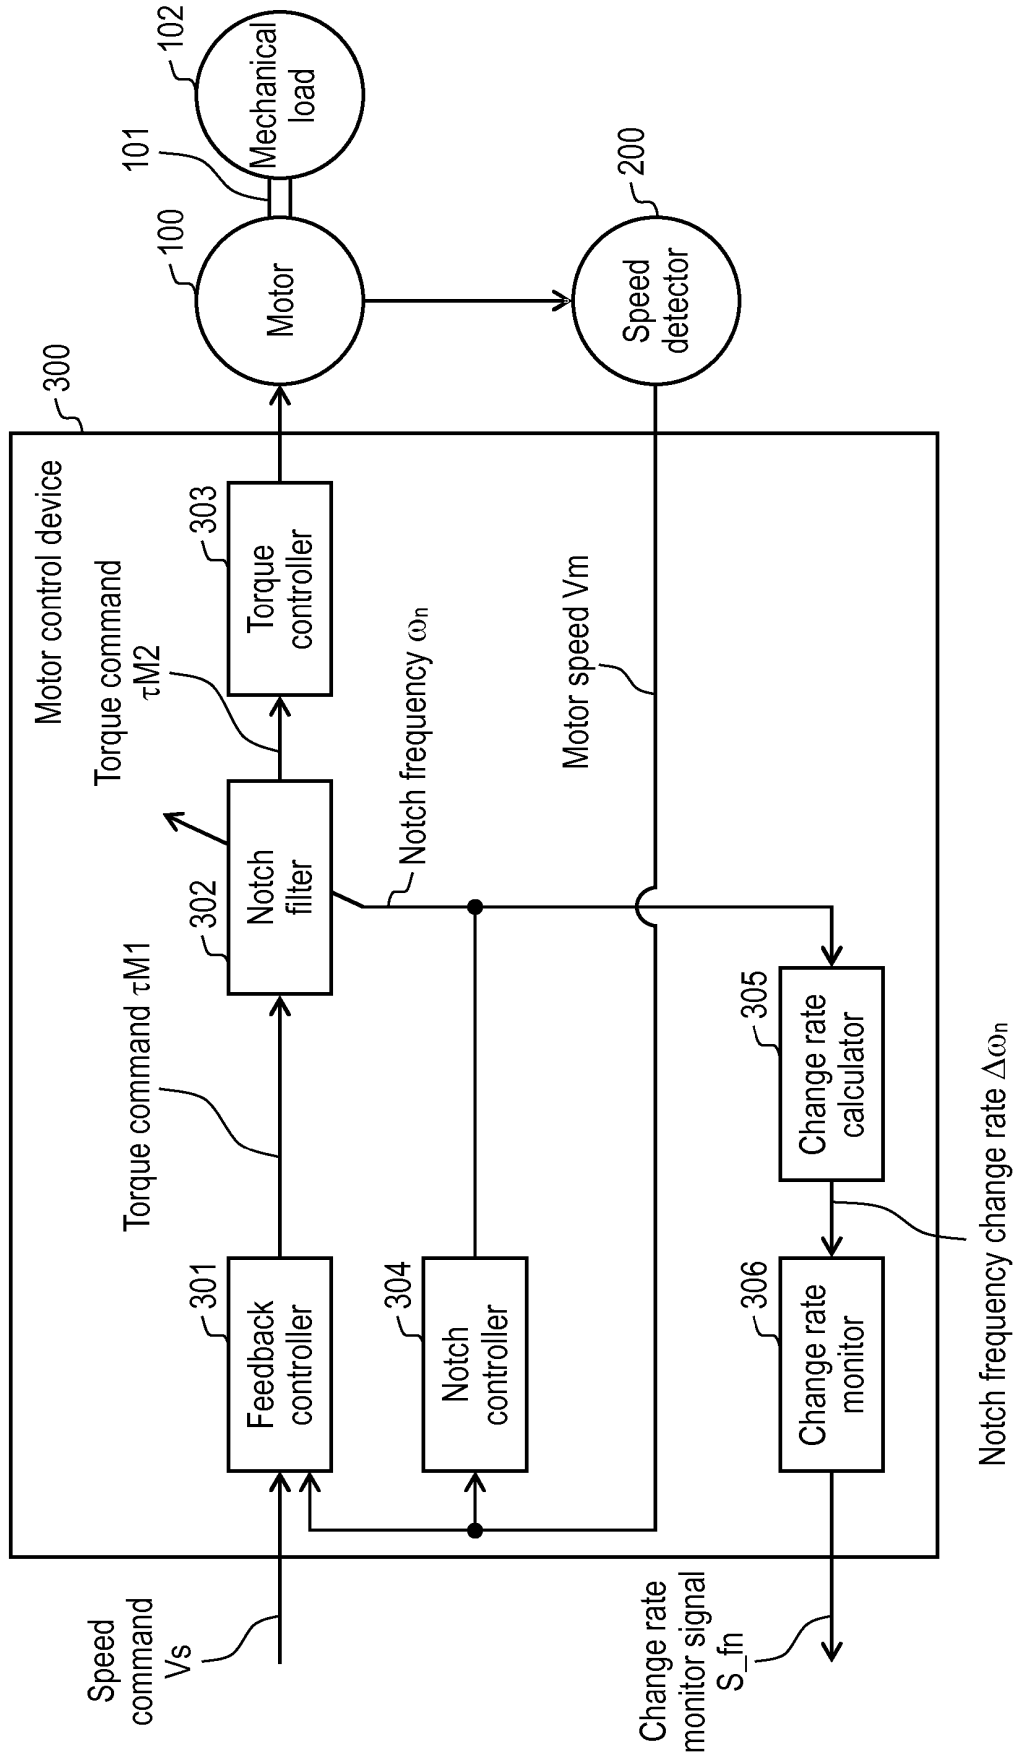 Motor control device
300
Speed
command
Vs
301
Feedback
controller
Torque command τM1
302
Notch
filter
Torque command
τM2
303
Torque
controller
100
Motor
101
102
Mechanical
load
304
Notch
controller
Notch frequency ωn
Motor speed Vm
200
Speed
detector
Change rate
monitor signal
S_fn
306
Change rate
monitor
305
Change rate
calculator
Notch frequency change rate Δωn